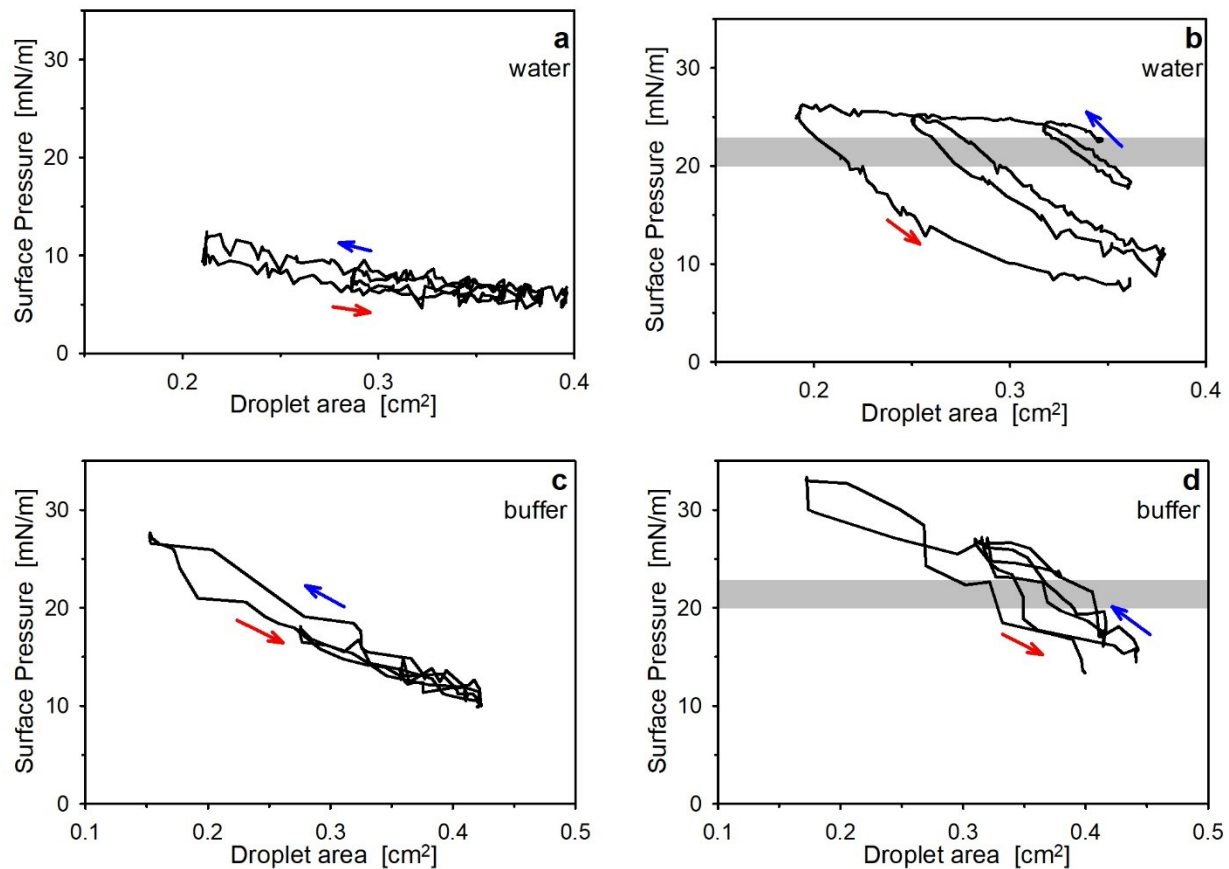 a
water
Surface Pressure [mN/m]
30
20
10
0
0.2
0.3
0.4
Droplet area [cm²]
b
water
Surface Pressure [mN/m]
30
20
10
0
0.2
0.3
0.4
Droplet area [cm²]
c
buffer
Surface Pressure [mN/m]
30
20
10
0
0.1
0.2
0.3
0.4
0.5
Droplet area [cm²]
d
buffer
Surface Pressure [mN/m]
30
20
10
0
0.1
0.2
0.3
0.4
0.5
Droplet area [cm²]